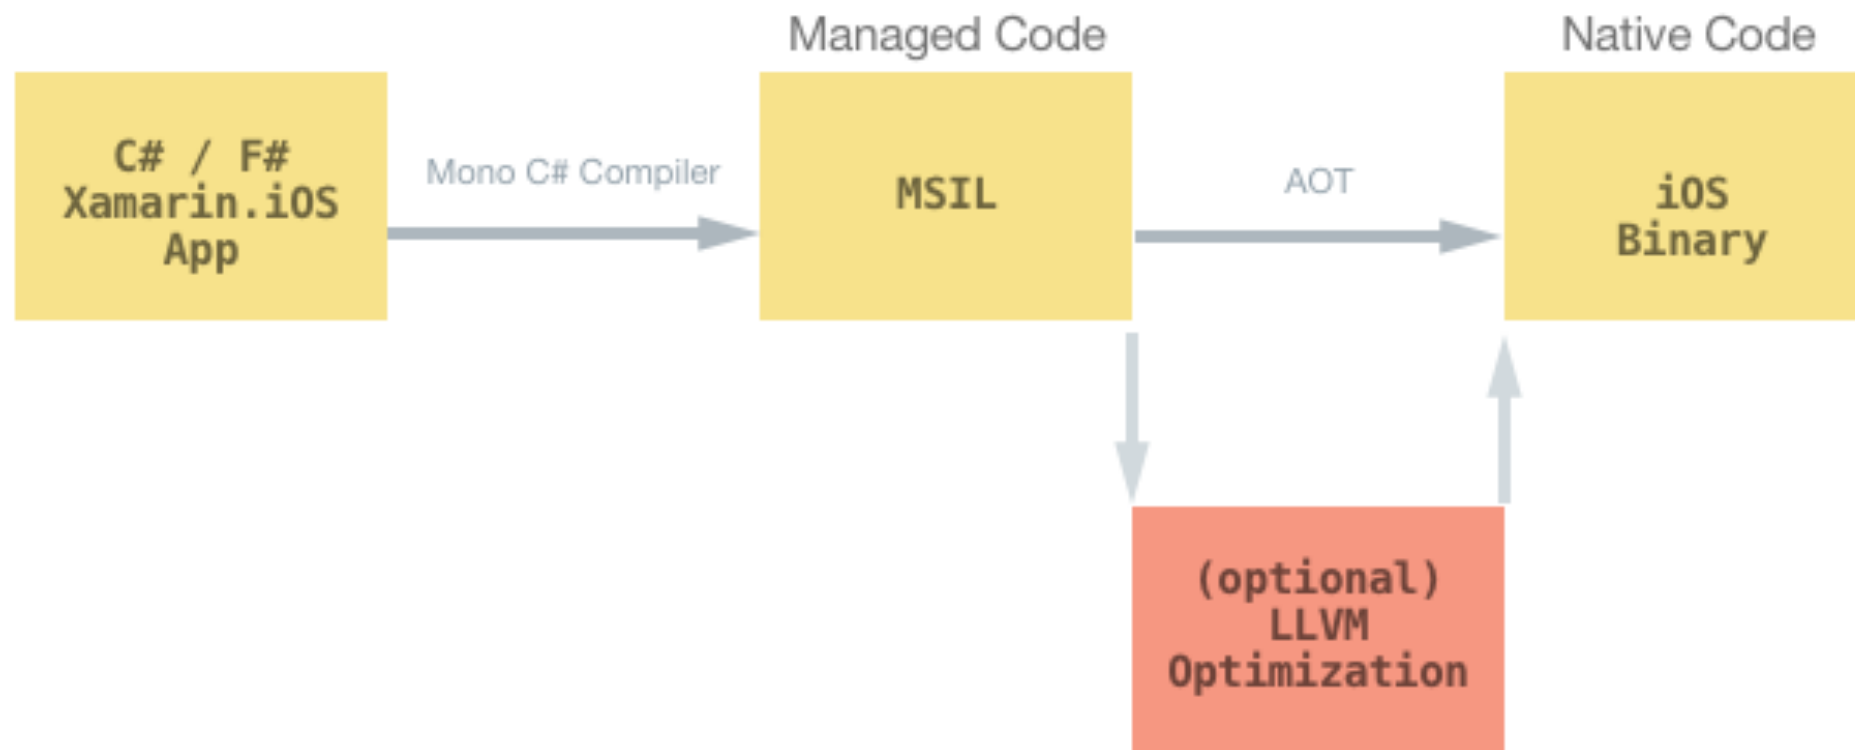 Managed Code
Native Code
C# / F#
Xamarin.iOS
App
Mono C# Compiler
MSIL
AOT
iOS
Binary
(optional)
LLVM
Optimization